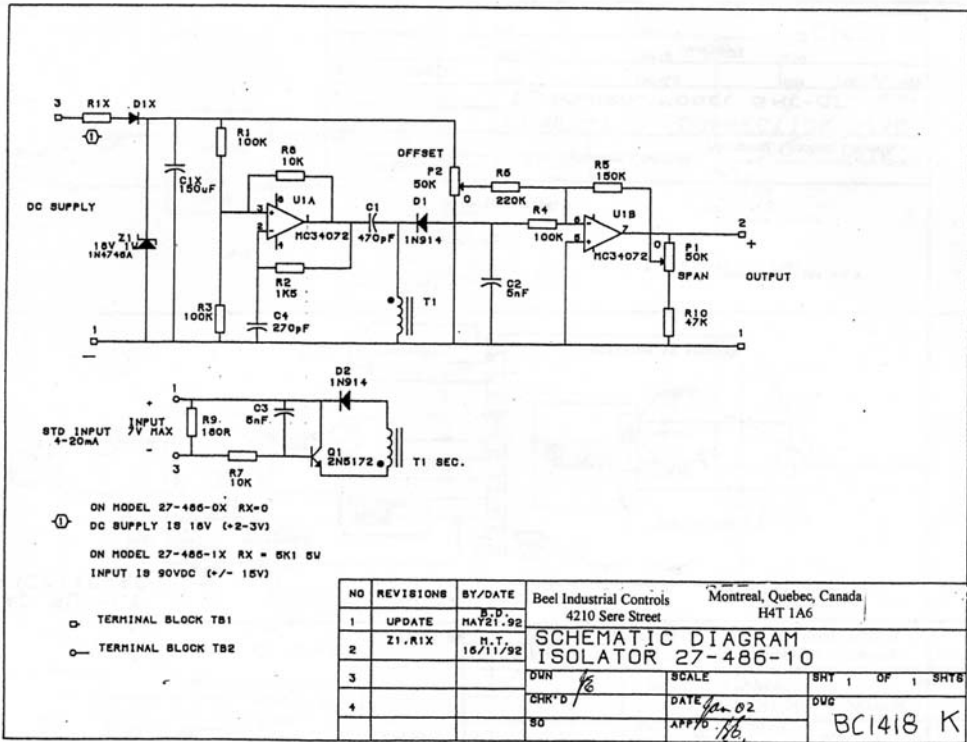 3 R1X D1X
1
R1
100K
R8
10K
OFFSET
P2
50K
0
R6
220K
R5
150K
C1X
150uF
U1A
3
2
8
4
1
MC34072
C1
470pF
D1
1N914
R4
100K
U1B
6
5
7
MC34072
2
+
0
P1
50K
SPAN
OUTPUT
DC SUPPLY
Z1
1N4746A
R2
1K5
C2
5nF
R3
100K
C4
270pF
T1
R10
47K
1
—
1
D2
1N914
1
+
INPUT
7V MAX
STD INPUT
4-20mA
-
3
R9
180R
C3
5nF
Q1
2N5172
T1 SEC.
R7
10K
1 ON MODEL 27-486-0X RX=0
DC SUPPLY IS 18V (+2-3V)
ON MODEL 27-486-1X RX = 5K1 5W
INPUT IS 90VDC (+/- 15V)
TERMINAL BLOCK TB1
TERMINAL BLOCK TB2
NO REVISIONS BY/DATE
1 UPDATE B.D. MAY21.92
2 Z1.R1X M.T. 16/11/92
3
4
Beel Industrial Controls Montreal, Quebec, Canada
4210 Sere Street H4T 1A6
SCHEMATIC DIAGRAM
ISOLATOR 27-486-10
DWN SCALE SHT 1 OF 1 SHTS
CHK'D DATE Jan 02 DWG
SO APP'D BC1418 K